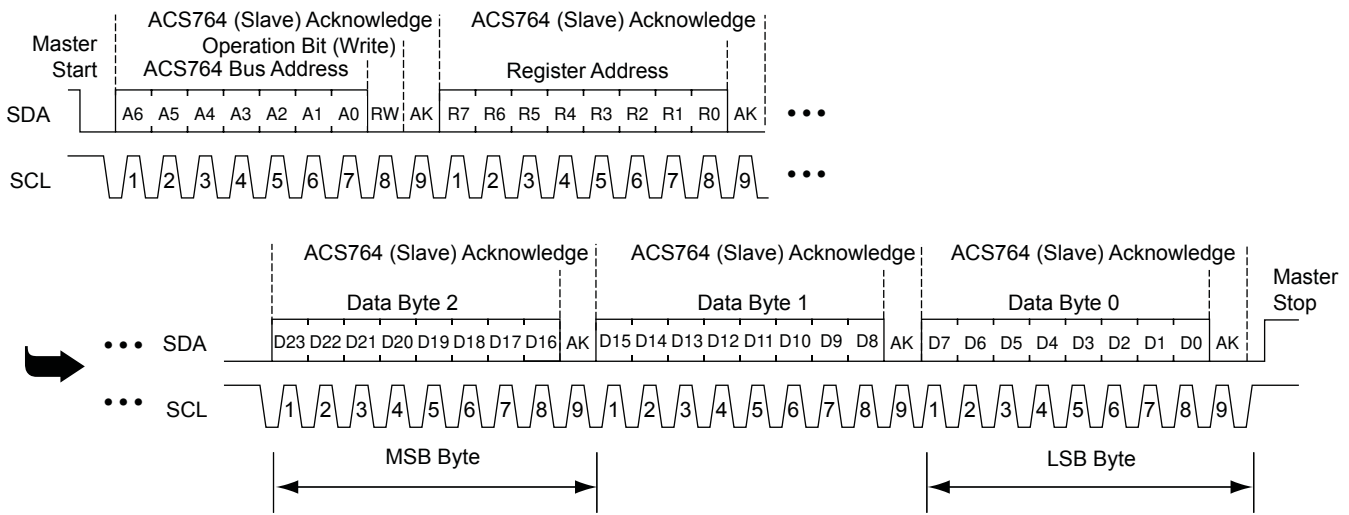 ACS764 (Slave) Acknowledge ACS764 (Slave) Acknowledge
Master Operation Bit (Write)
Start ACS764 Bus Address Register Address
SDA A6 A5 A4 A3 A2 A1 A0 RW AK R7 R6 R5 R4 R3 R2 R1 R0 AK •••
SCL 1 2 3 4 5 6 7 8 9 1 2 3 4 5 6 7 8 9 •••
ACS764 (Slave) Acknowledge ACS764 (Slave) Acknowledge ACS764 (Slave) Acknowledge
Master
Data Byte 2 Data Byte 1 Data Byte 0 Stop
••• SDA D23 D22 D21 D20 D19 D18 D17 D16 AK D15 D14 D13 D12 D11 D10 D9 D8 AK D7 D6 D5 D4 D3 D2 D1 D0 AK
••• SCL 1 2 3 4 5 6 7 8 9 1 2 3 4 5 6 7 8 9 1 2 3 4 5 6 7 8 9
MSB Byte LSB Byte